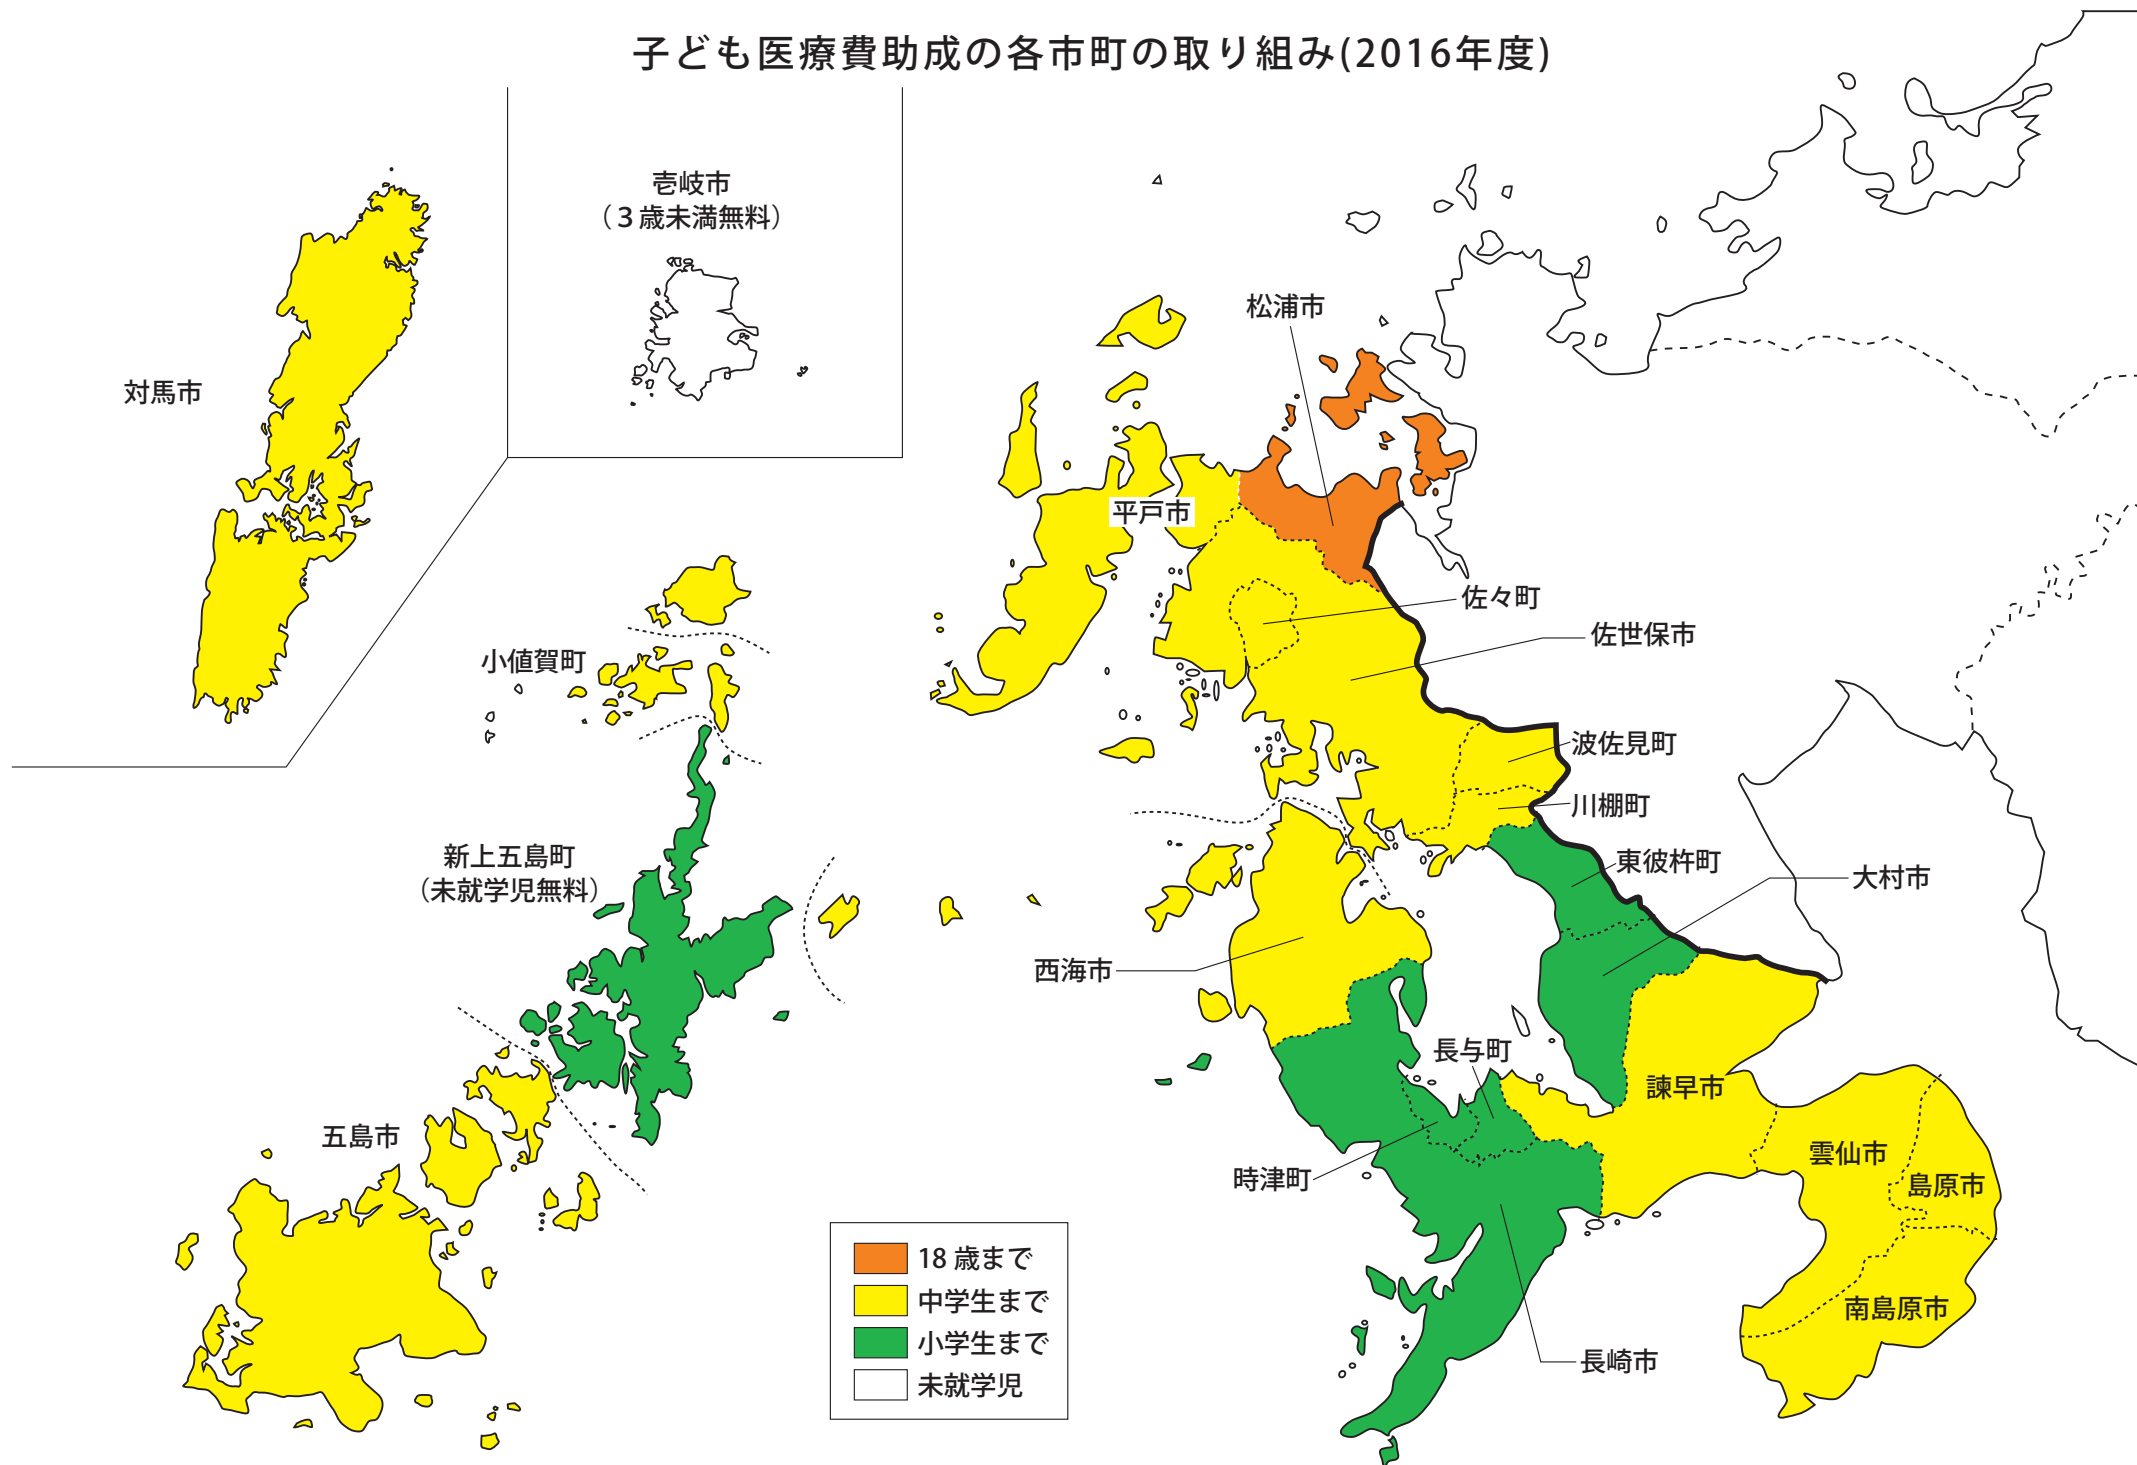 子ども医療費助成の各市町の取り組み(2016年度)
壱岐市
（３歳未満無料）
松浦市
対馬市
平戸市
佐々町
佐世保市
小値賀町
波佐見町
川棚町
新上五島町
（未就学児無料）
東彼杵町
大村市
西海市
長与町
諫早市
五島市
雲仙市
時津町
島原市
18 歳まで
中学生まで
小学生まで
未就学児
南島原市
長崎市